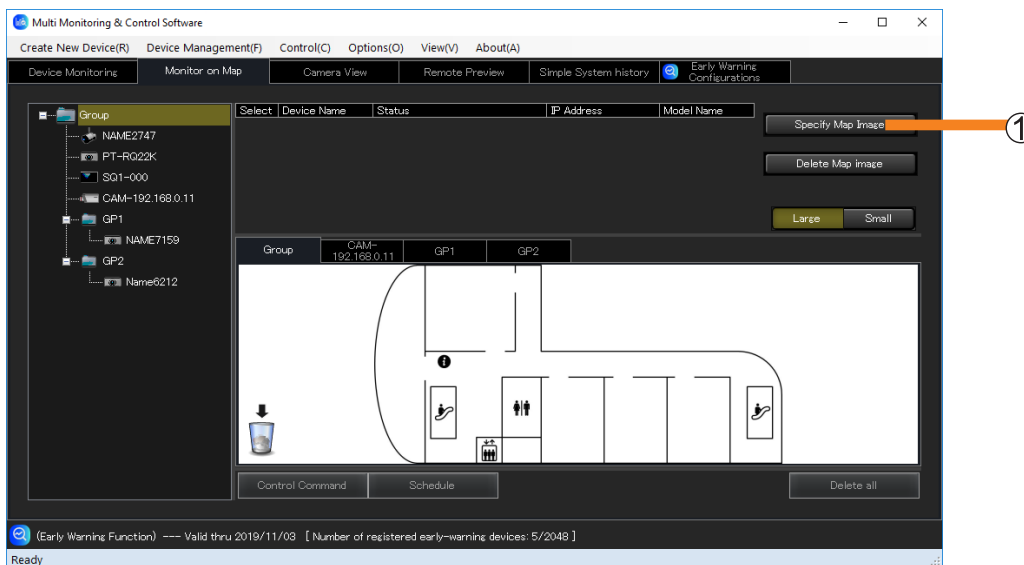 Multi Monitoring & Control Software
Create New Device(R) Device Management(F) Control(C) Options(O) View(V) About(A)
Device Monitoring Monitor on Map Camera View Remote Preview Simple System history Early Warning
Configurations
Group
NAME2747
PT-RQ22K
SQ1-000
CAM-192.168.0.11
GP1
NAME7159
GP2
Name6212
Select Device Name Status IP Address Model Name
Specify Map Image
①
Delete Map image
Large Small
Group CAM-
192.168.0.11 GP1 GP2
i
Control Command Schedule Delete all
(Early Warning Function) --- Valid thru 2019/11/03 [ Number of registered early-warning devices: 5/2048 ]
Ready